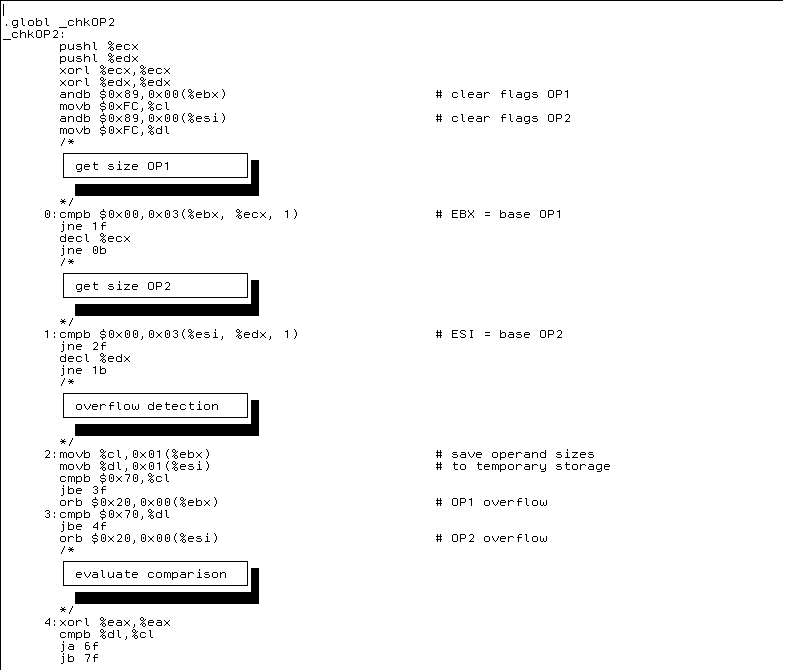 .globl _chkOP2
_chkOP2:
pushl %ecx
pushl %edx
xorl %ecx,%ecx
xorl %edx,%edx
andb $0x89,0x00(%ebx) # clear flags OP1
movb $0xFC,%cl
andb $0x89,0x00(%esi) # clear flags OP2
movb $0xFC,%dl
/*
get size OP1
*/
0:cmpb $0x00,0x03(%ebx, %ecx, 1) # EBX = base OP1
jne 1f
decl %ecx
jne 0b
/*
get size OP2
*/
1:cmpb $0x00,0x03(%esi, %edx, 1) # ESI = base OP2
jne 2f
decl %edx
jne 1b
/*
overflow detection
*/
2:movb %cl,0x01(%ebx) # save operand sizes
movb %dl,0x01(%esi) # to temporary storage
cmpb $0x70,%cl
jbe 3f
orb $0x20,0x00(%ebx) # OP1 overflow
3:cmpb $0x70,%dl
jbe 4f
orb $0x20,0x00(%esi) # OP2 overflow
/*
evaluate comparison
*/
4:xorl %eax,%eax
cmpb %dl,%cl
ja 6f
jb 7f